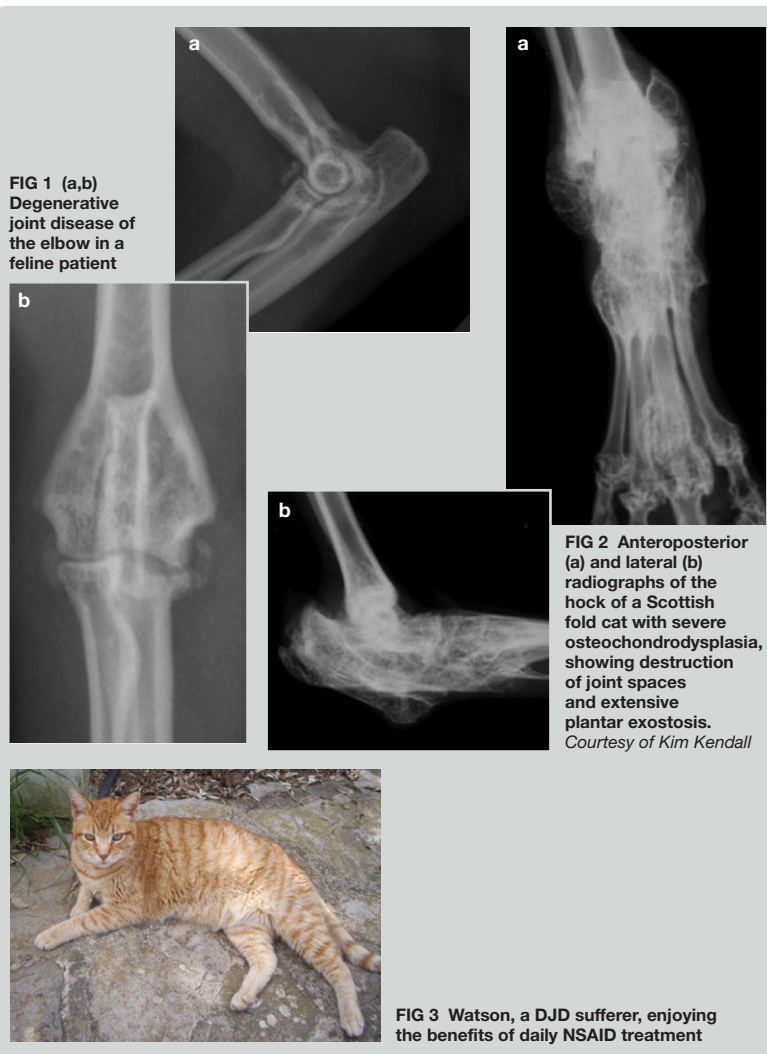 a
FIG 1 (a,b)
Degenerative
joint disease of
the elbow in a
feline patient
b
a
b
FIG 2 Anteroposterior
(a) and lateral (b)
radiographs of the
hock of a Scottish
fold cat with severe
osteochondrodysplasia,
showing destruction
of joint spaces
and extensive
plantar exostosis.
Courtesy of Kim Kendall
FIG 3 Watson, a DJD sufferer, enjoying
the benefits of daily NSAID treatment